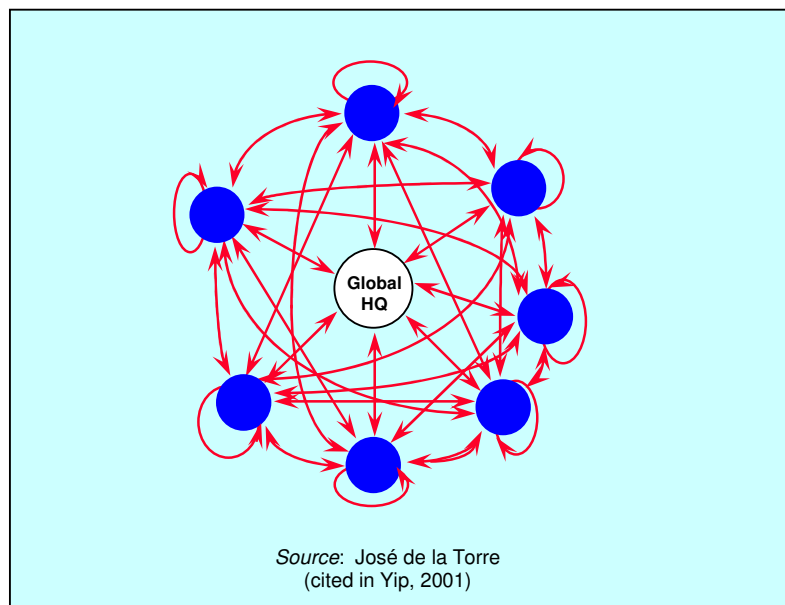 Global
HQ
Source: José de la Torre
(cited in Yip, 2001)